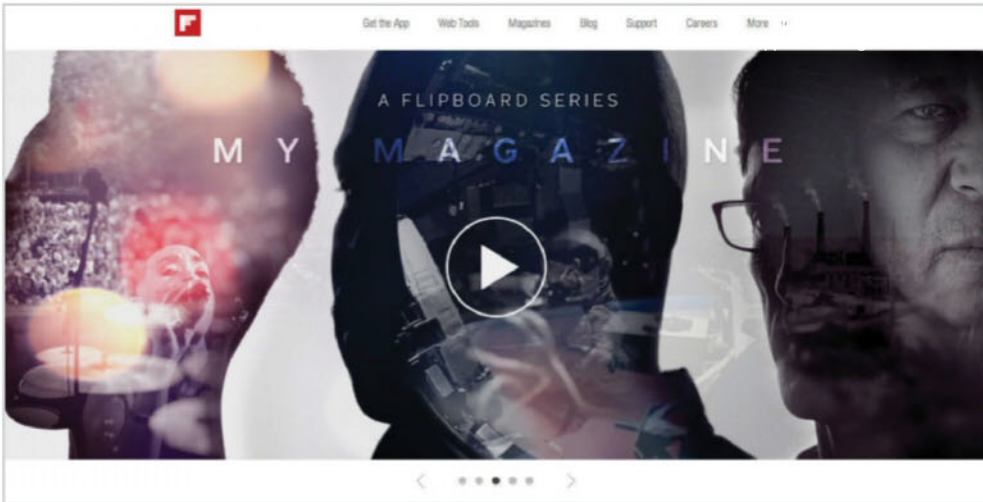 Get the App Web Tools Magazines Blog Support Careers More
A FLIPBOARD SERIES
MY MAGAZINE